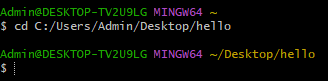 Admin@DESKTOP-TV2U9LG MINGW64 ~
$ cd C:/Users/Admin/Desktop/hello
Admin@DESKTOP-TV2U9LG MINGW64 ~/Desktop/hello
$